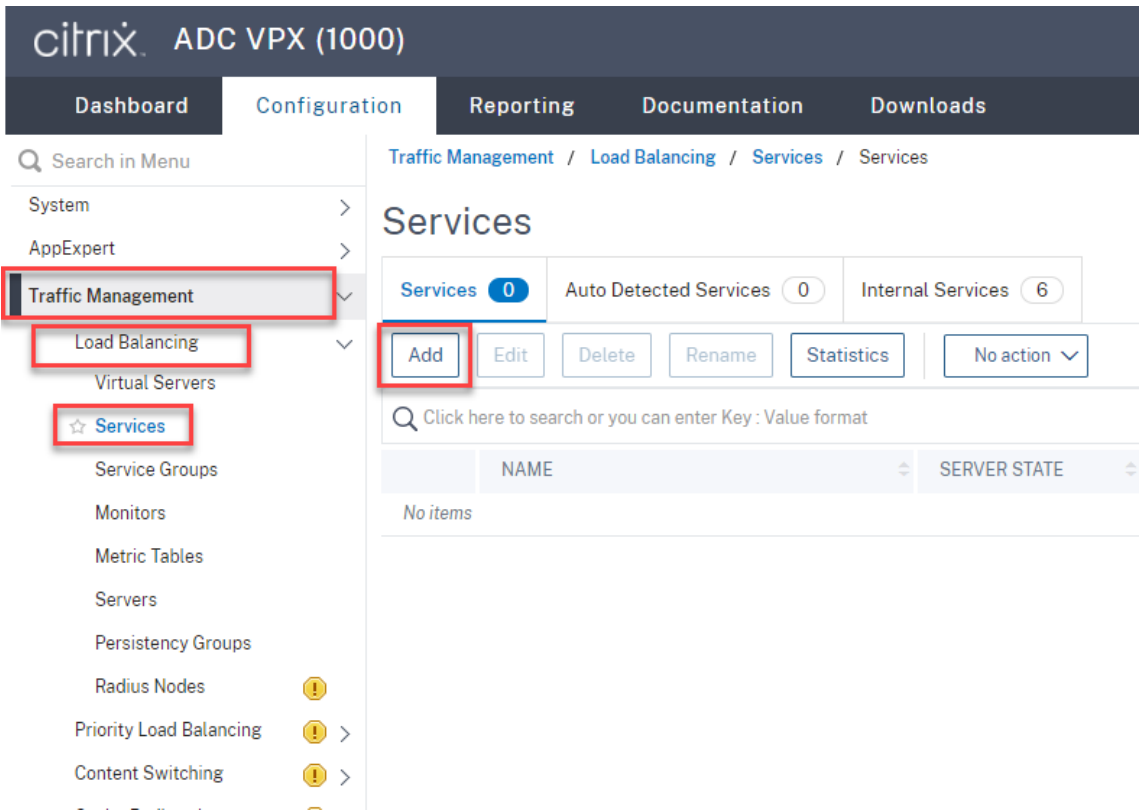 citrix. ADC VPX (1000)
Dashboard Configuration Reporting Documentation Downloads
Search in Menu
System
AppExpert
Traffic Management
Load Balancing
Virtual Servers
Services
Service Groups
Monitors
Metric Tables
Servers
Persistency Groups
Radius Nodes
Priority Load Balancing
Content Switching
Traffic Management / Load Balancing / Services / Services
Services
Services 0 Auto Detected Services 0 Internal Services 6
Add Edit Delete Rename Statistics No action
Click here to search or you can enter Key : Value format
NAME SERVER STATE
No items